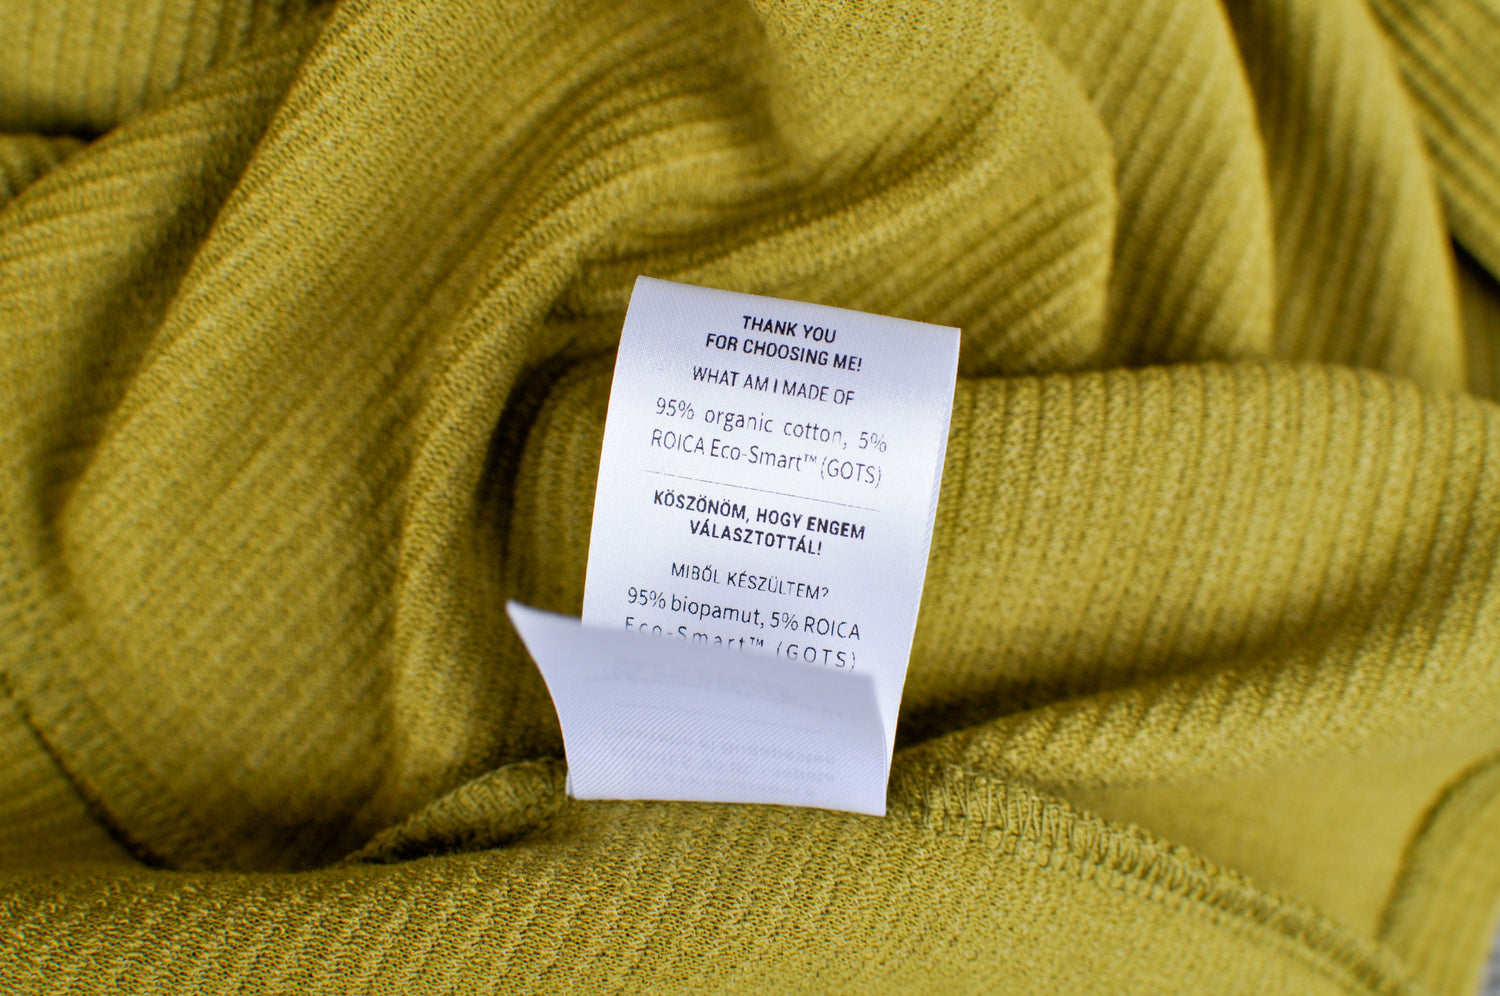 THANK YOU
FOR CHOOSING ME!
WHAT AM I MADE OF
95% organic cotton, 5%
ROICA Eco-Smart™ (GOTS)
KÖSZÖNÖM, HOGY ENGEM
VÁLASZTOTTÁL!
MIBŐL KÉSZÜLTEM?
95% biopamut, 5% ROICA
Eco-Smart™ (GOTS)